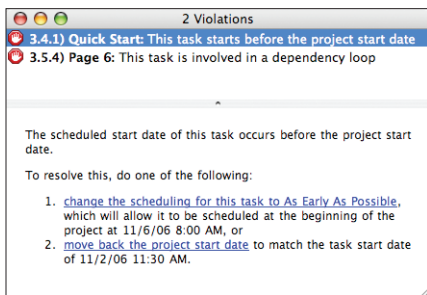 2 Violations
3.4.1) Quick Start: This task starts before the project start date
3.5.4) Page 6: This task is involved in a dependency loop
The scheduled start date of this task occurs before the project start
date.
To resolve this, do one of the following:
1. change the scheduling for this task to As Early As Possible,
which will allow it to be scheduled at the beginning of the
project at 11/6/06 8:00 AM, or
2. move back the project start date to match the task start date
of 11/2/06 11:30 AM.